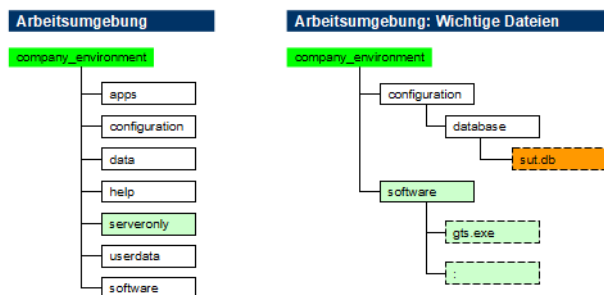 Arbeitsumgebung
company_environment
apps
configuration
data
help
serveronly
userdata
software
Arbeitsumgebung: Wichtige Dateien
company_environment
configuration
database
sut.db
software
gts.exe
: